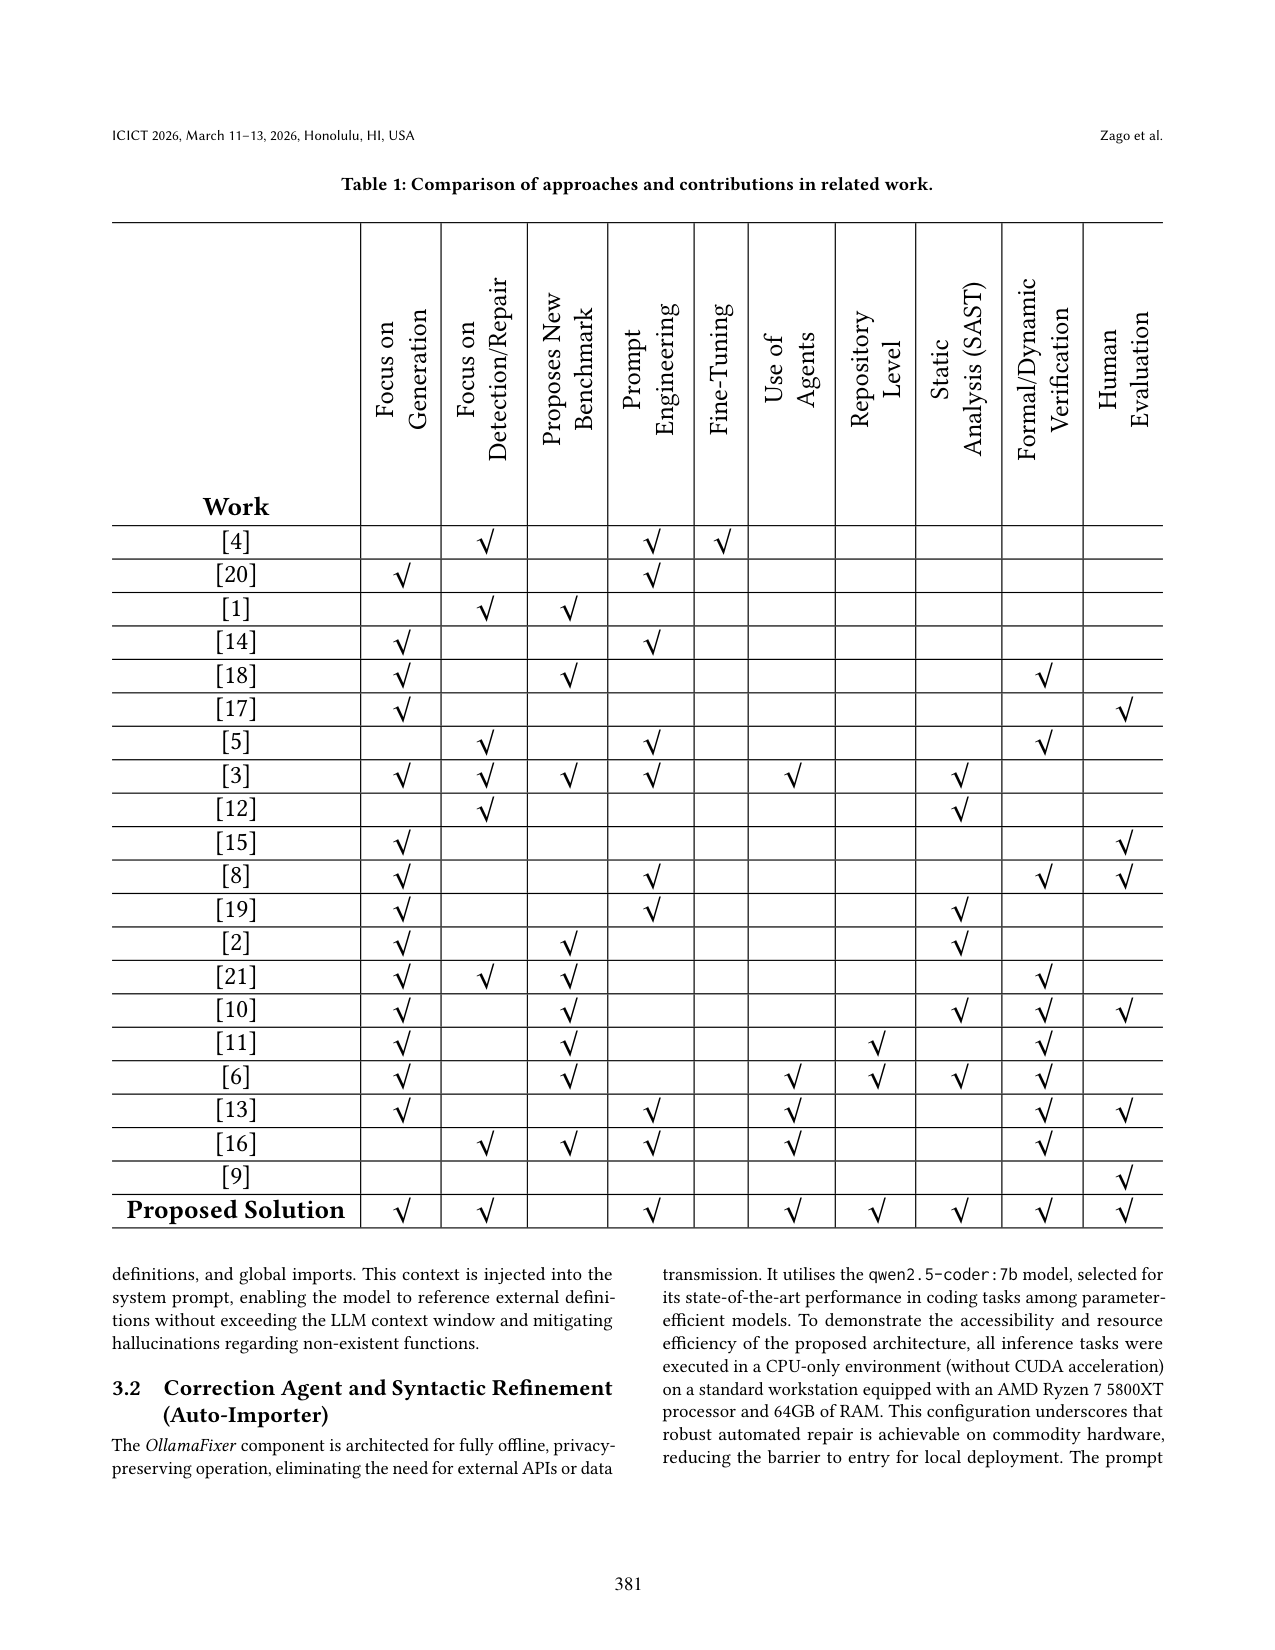 ICICT 2026, March 11–13, 2026, Honolulu, HI, USA
Zago et al.
Table 1: Comparison of approaches and contributions in related work.
Work
Focus on
Generation
Focus on
Detection/Repair
Proposes New
Benchmark
Prompt
Engineering
Fine-Tuning
Use of
Agents
Repository
Level
Static
Analysis (SAST)
Formal/Dynamic
Verification
Human
Evaluation
[4] √ √ √
[20] √ √
[1] √ √
[14] √ √
[18] √ √ √
[17] √ √
[5] √ √ √
[3] √ √ √ √ √ √
[12] √ √
[15] √ √
[8] √ √ √ √
[19] √ √ √
[2] √ √ √
[21] √ √ √ √
[10] √ √ √ √ √
[11] √ √ √ √
[6] √ √ √ √ √ √
[13] √ √ √ √ √
[16] √ √ √ √ √
[9] √
Proposed Solution √ √ √ √ √ √ √ √
definitions, and global imports. This context is injected into the
system prompt, enabling the model to reference external defini-
tions without exceeding the LLM context window and mitigating
hallucinations regarding non-existent functions.
3.2 Correction Agent and Syntactic Refinement
(Auto-Importer)
The OllamaFixer component is architected for fully offline, privacy-
preserving operation, eliminating the need for external APIs or data
transmission. It utilises the qwen2.5-coder:7b model, selected for
its state-of-the-art performance in coding tasks among parameter-
efficient models. To demonstrate the accessibility and resource
efficiency of the proposed architecture, all inference tasks were
executed in a CPU-only environment (without CUDA acceleration)
on a standard workstation equipped with an AMD Ryzen 7 5800XT
processor and 64GB of RAM. This configuration underscores that
robust automated repair is achievable on commodity hardware,
reducing the barrier to entry for local deployment. The prompt
381